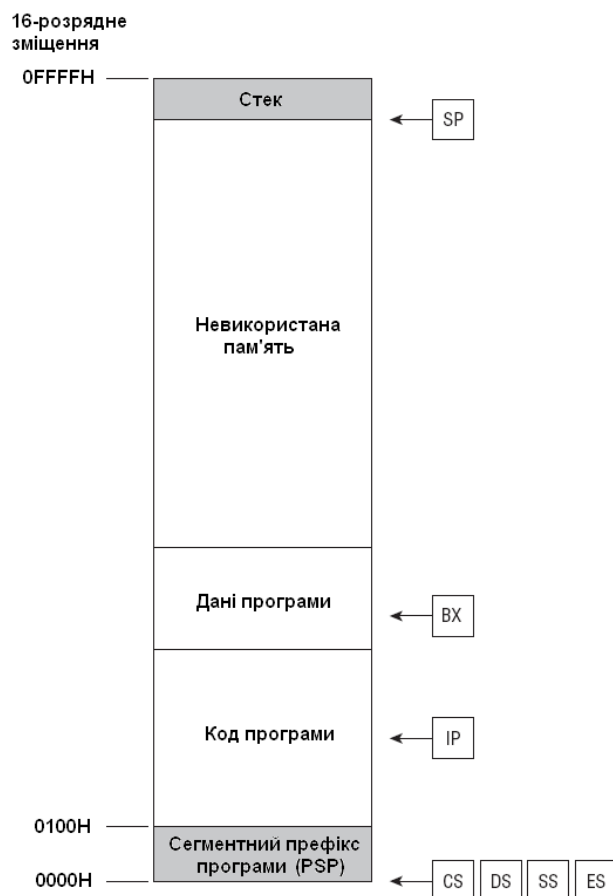 16-розрядне
зміщення
0FFFFH
Стек
SP
Невикористана
пам'ять
Дані програми
BX
Код програми
IP
0100H
Сегментний префікс
програми (PSP)
0000H
CS DS SS ES